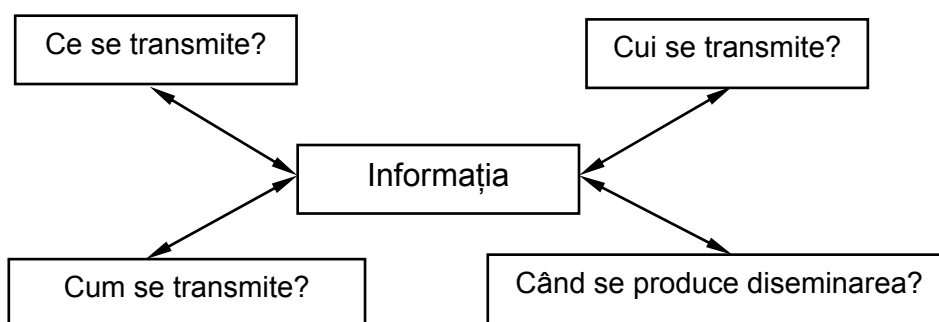 Ce se transmite?
Cui se transmite?
Informația
Cum se transmite?
Când se produce diseminarea?